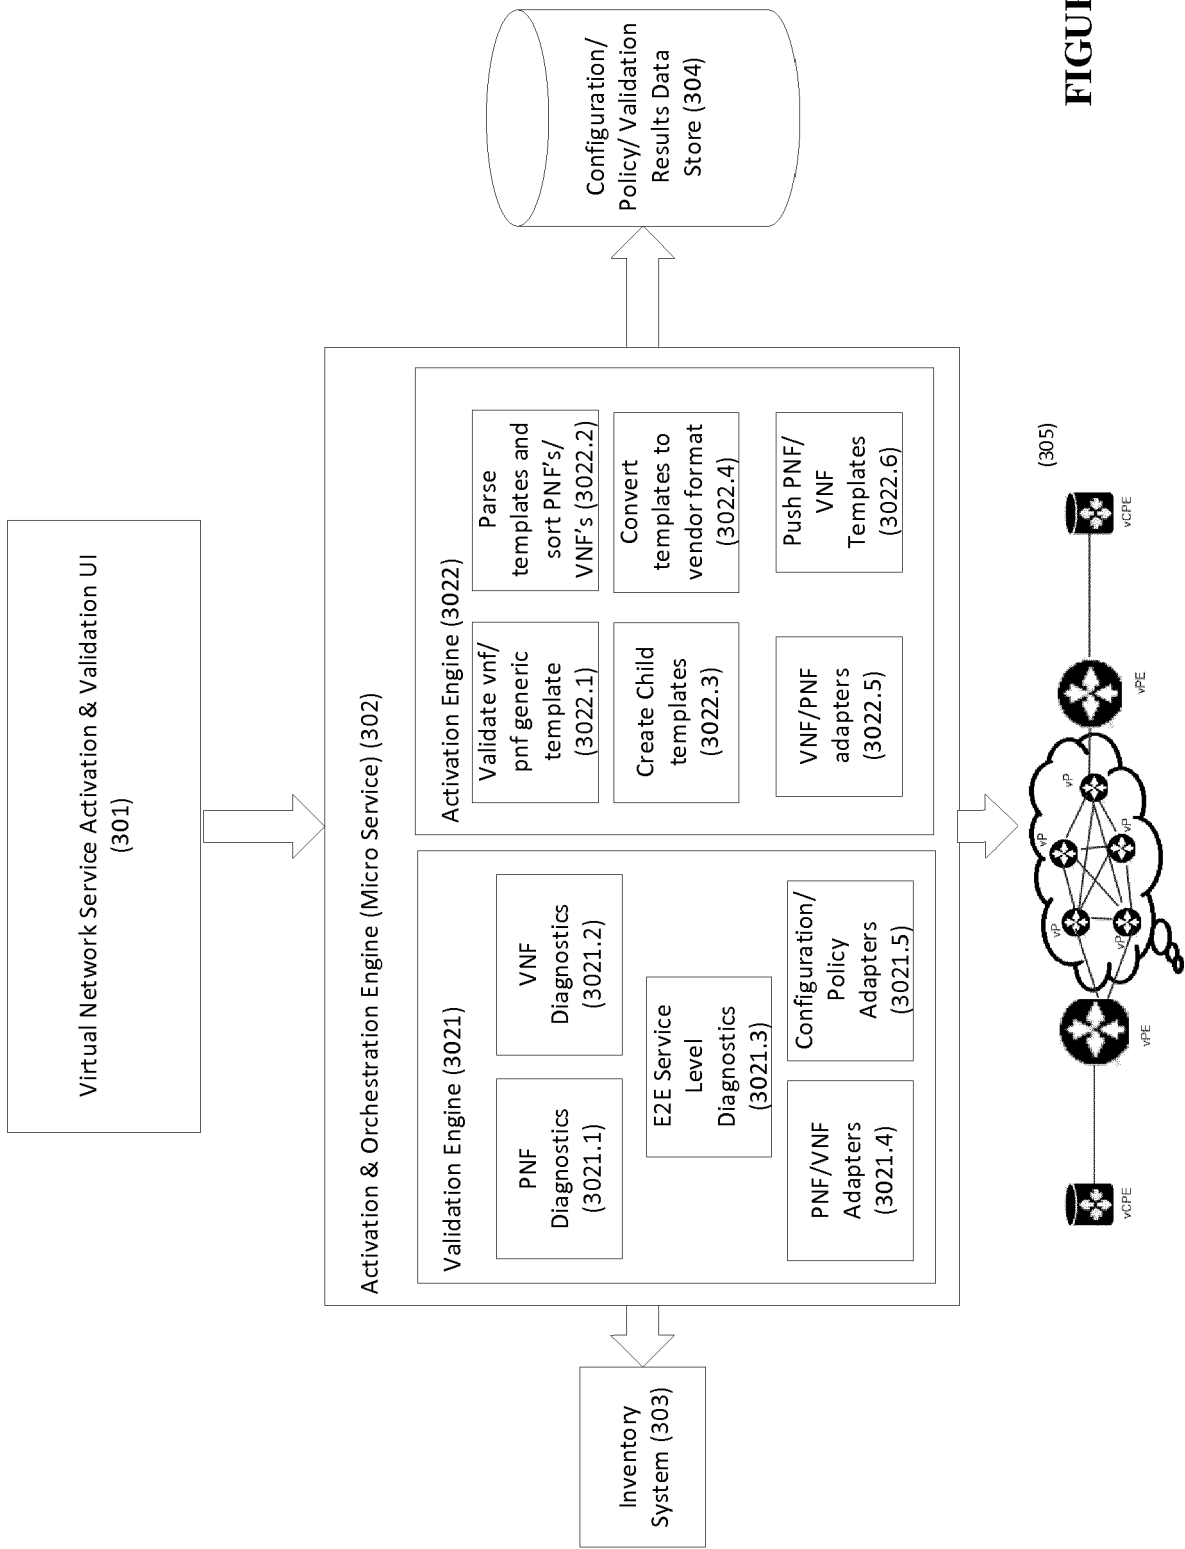 Virtual Network Service Activation & Validation UI
(301)
Activation & Orchestration Engine (Micro Service) (302)
Validation Engine (3021)
PNF
Diagnostics
(3021.1)
VNF
Diagnostics
(3021.2)
E2E Service
Level
Diagnostics
(3021.3)
PNF/VNF
Adapters
(3021.4)
Configuration/
Policy
Adapters
(3021.5)
Activation Engine (3022)
Validate vnf/
pnf generic
template
(3022.1)
Parse
templates and
sort PNF's/
VNF's (3022.2)
Create Child
templates
(3022.3)
Convert
templates to
vendor format
(3022.4)
VNF/PNF
adapters
(3022.5)
Push PNF/
VNF
Templates
(3022.6)
Inventory
System (303)
Configuration/
Policy/ Validation
Results Data
Store (304)
(305)
vCPE
vPE
vP
vP
vP
vP
vP
vPE
vCPE